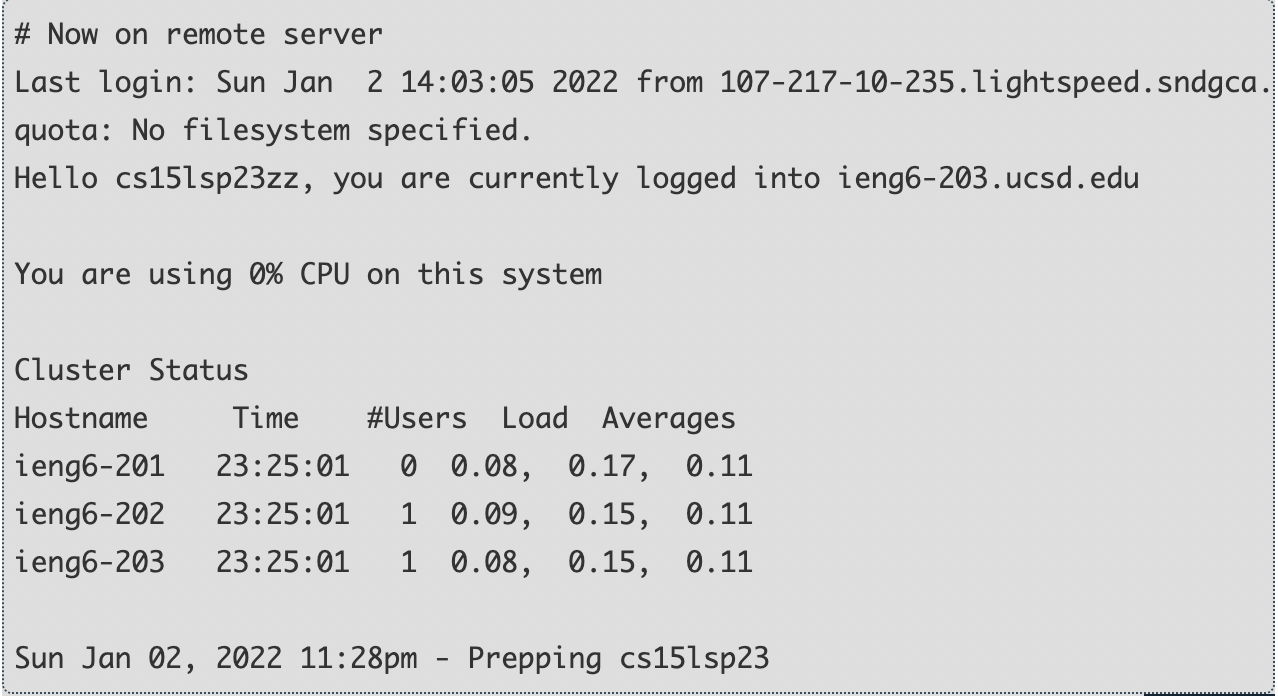 # Now on remote server
Last login: Sun Jan  2 14:03:05 2022 from 107-217-10-235.lightspeed.sndgca.
quota: No filesystem specified.
Hello cs15lsp23zz, you are currently logged into ieng6-203.ucsd.edu
You are using 0% CPU on this system
Cluster Status
Hostname     Time    #Users  Load  Averages
ieng6-201   23:25:01   0  0.08,  0.17,  0.11
ieng6-202   23:25:01   1  0.09,  0.15,  0.11
ieng6-203   23:25:01   1  0.08,  0.15,  0.11
Sun Jan 02, 2022 11:28pm - Prepping cs15lsp23